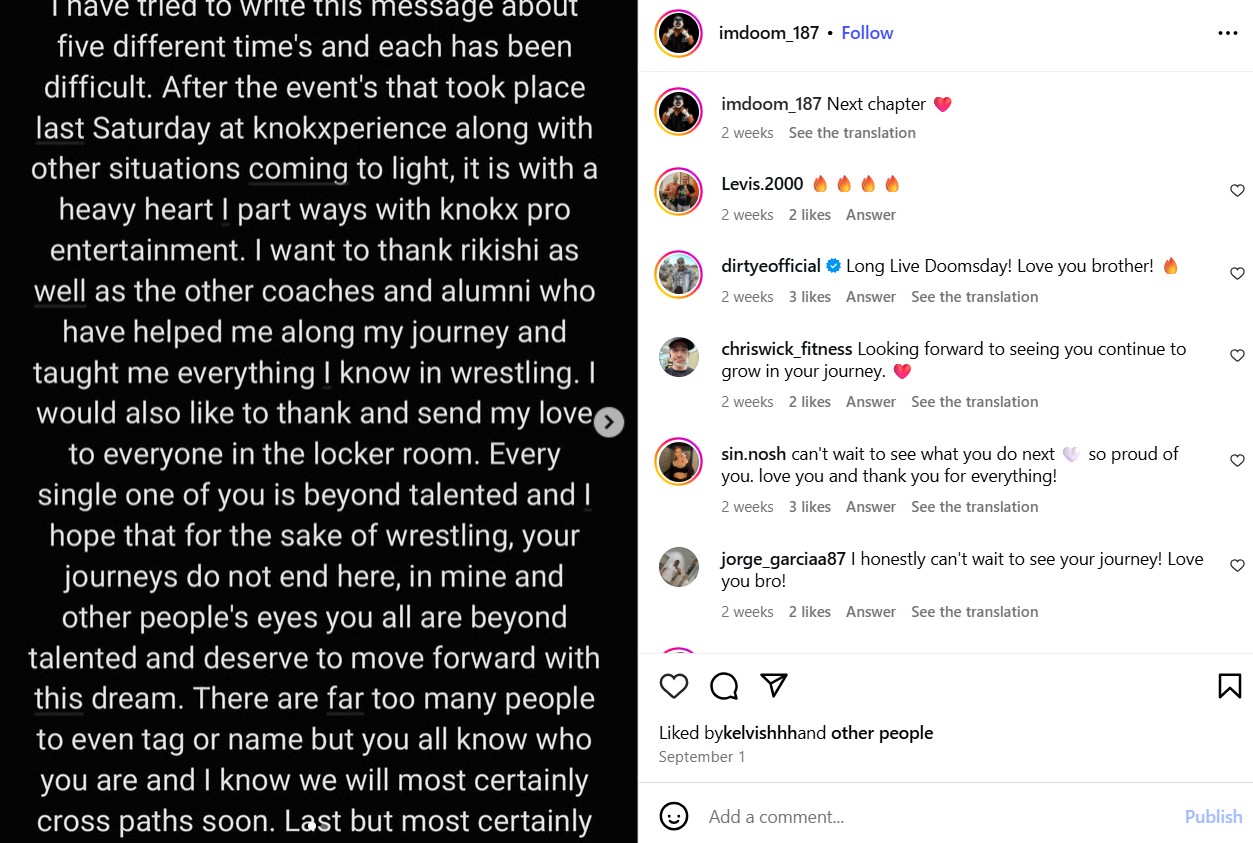 I have tried to write this message about
five different time's and each has been
difficult. After the event's that took place
last Saturday at knokxperience along with
other situations coming to light, it is with a
heavy heart I part ways with knokx pro
entertainment. I want to thank rikishi as
well as the other coaches and alumni who
have helped me along my journey and
taught me everything I know in wrestling. I
would also like to thank and send my love
to everyone in the locker room. Every
single one of you is beyond talented and I
hope that for the sake of wrestling, your
journeys do not end here, in mine and
other people's eyes you all are beyond
talented and deserve to move forward with
this dream. There are far too many people
to even tag or name but you all know who
you are and I know we will most certainly
cross paths soon. Last but most certainly
imdoom_187 • Follow
imdoom_187 Next chapter ❤️
2 weeks See the translation
Levis.2000 🔥 🔥 🔥 🔥
2 weeks 2 likes Answer
dirtyeofficial Long Live Doomsday! Love you brother! 🔥
2 weeks 3 likes Answer See the translation
chriswick_fitness Looking forward to seeing you continue to
grow in your journey. ❤️
2 weeks 2 likes Answer See the translation
sin.nosh can't wait to see what you do next 🤍 so proud of
you. love you and thank you for everything!
2 weeks 3 likes Answer See the translation
jorge_garciaa87 I honestly can't wait to see your journey! Love
you bro!
2 weeks 2 likes Answer See the translation
Liked bykelvishhhand other people
September 1
Add a comment... Publish